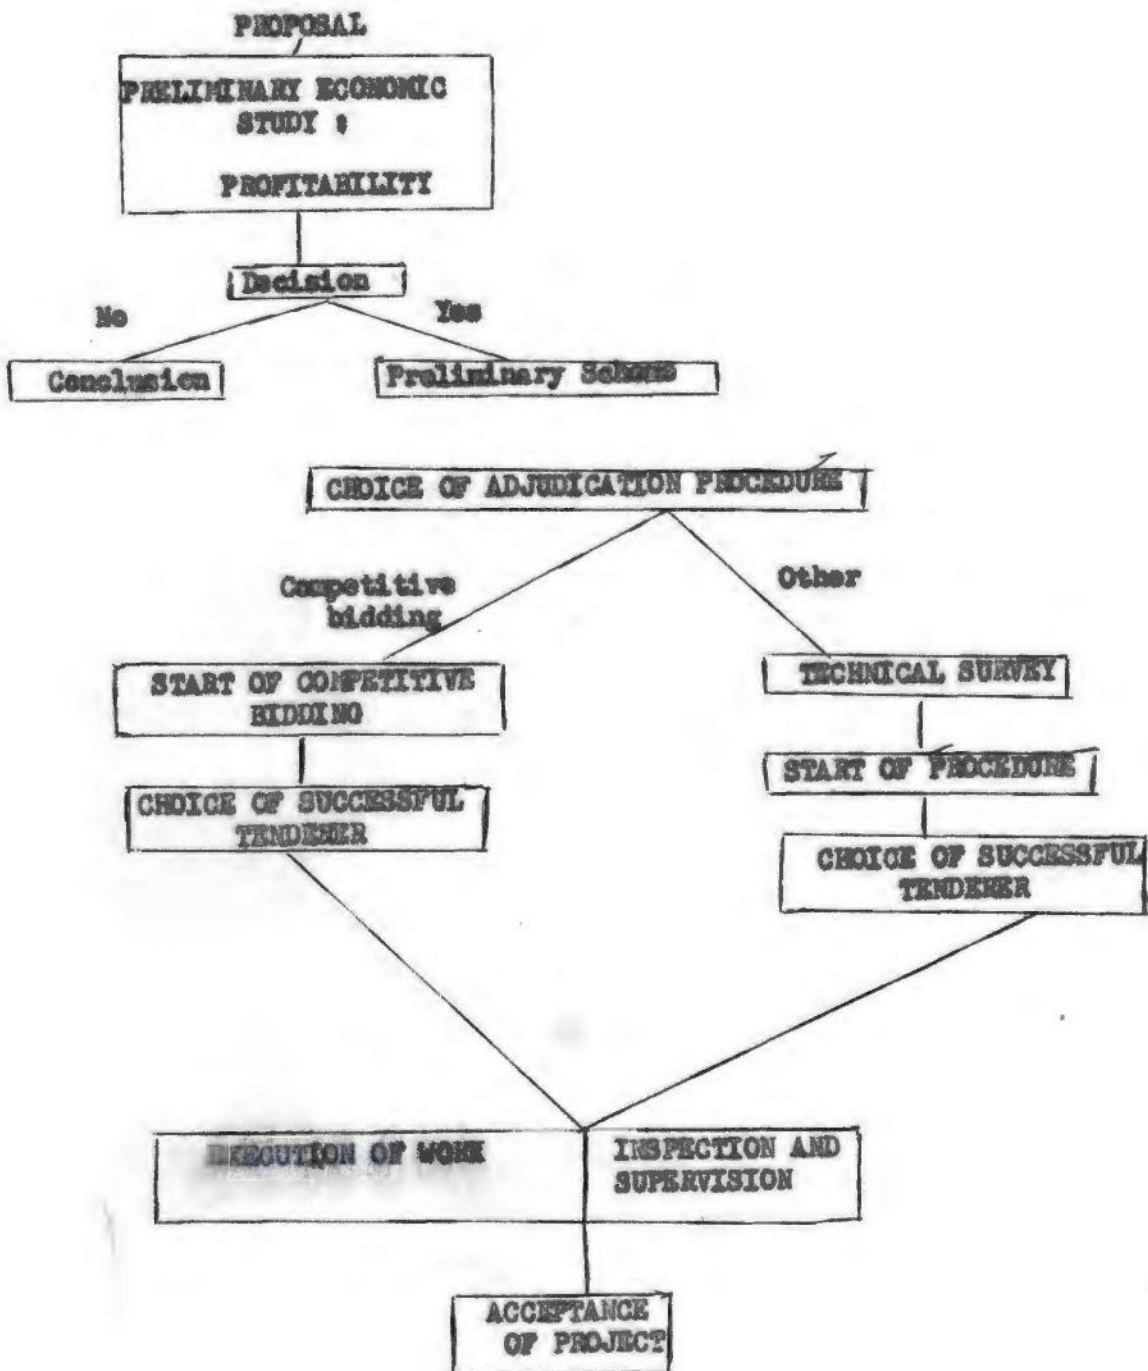 PROPOSAL
PRELIMINARY ECONOMIC
STUDY :
PROFITABILITY
Decision
No
Yes
Conclusion
Preliminary Scheme
CHOICE OF ADJUDICATION PROCEDURE
Competitive
bidding
Other
START OF COMPETITIVE
BIDDING
TECHNICAL SURVEY
START OF PROCEDURE
CHOICE OF SUCCESSFUL
TENDERER
CHOICE OF SUCCESSFUL
TENDERER
EXECUTION OF WORK
INSPECTION AND
SUPERVISION
ACCEPTANCE
OF PROJECT